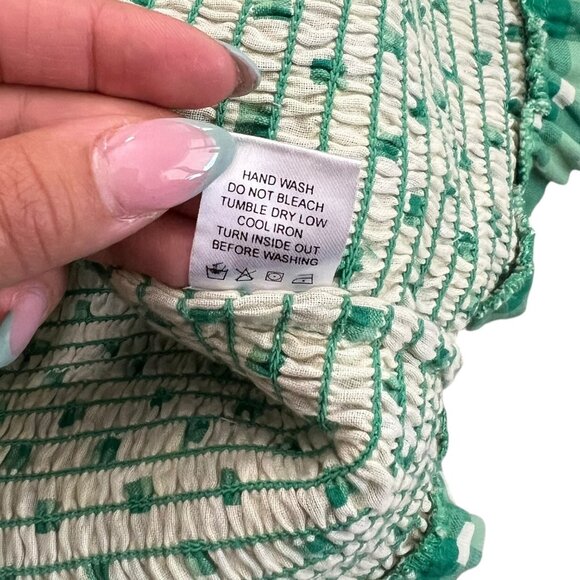 HAND WASH
DO NOT BLEACH
TUMBLE DRY LOW
COOL IRON
TURN INSIDE OUT
BEFORE WASHING